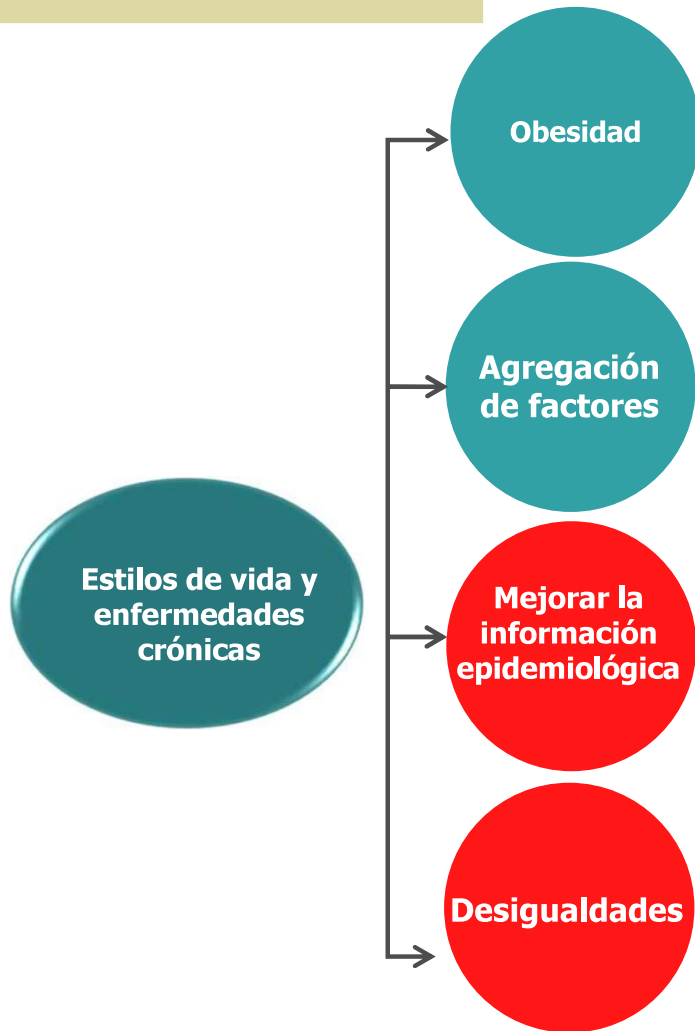 Obesidad
Agregación
de factores
Estilos de vida y
enfermedades
crónicas
Mejorar la
información
epidemiológica
Desigualdades